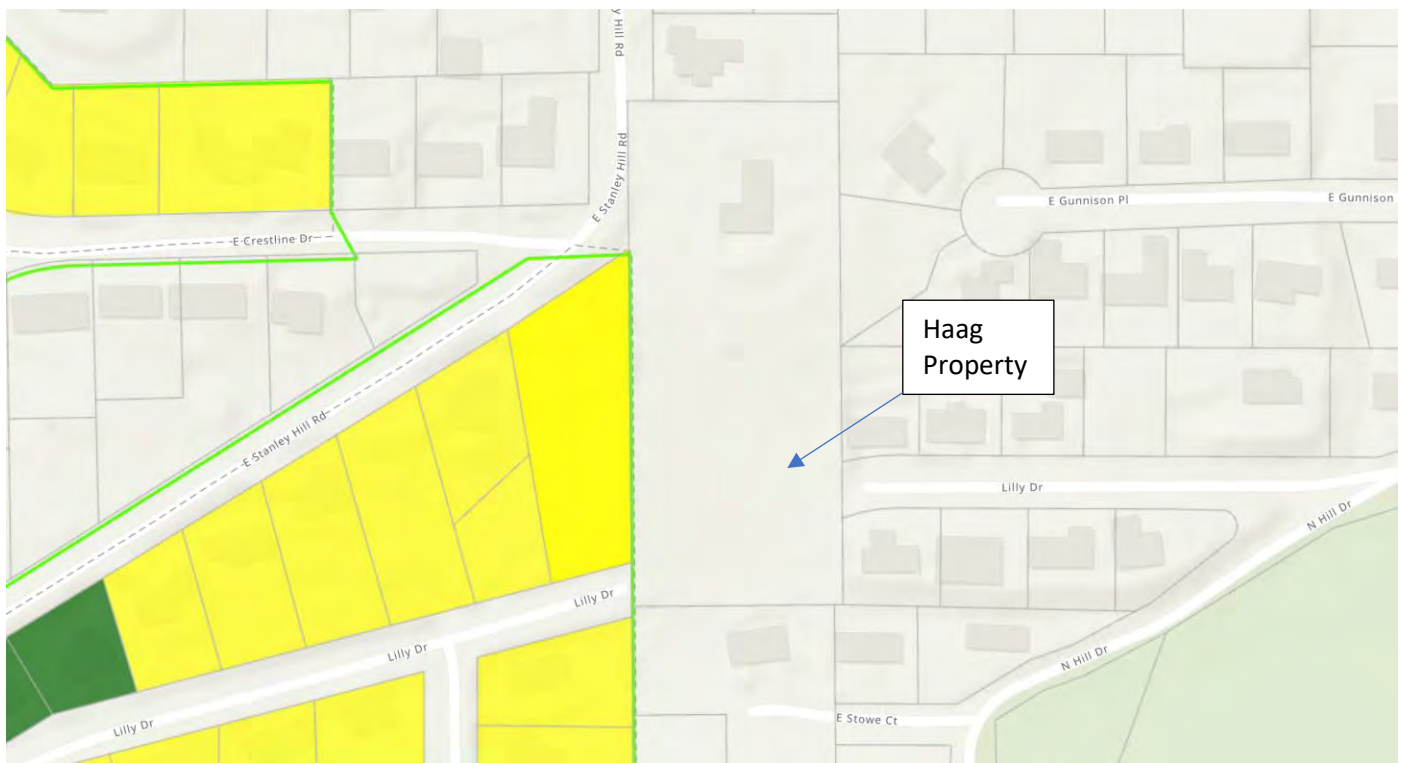 y Hill Rd
E Stanley Hill Rd
E Gunnison Pl
E Gunnison
E Crestline Dr
Haag
Property
E Stanley Hill Rd
Lilly Dr
N Hill Dr
Lilly Dr
Lilly Dr
N Hill Dr
E Stowe Ct
Lilly Dr